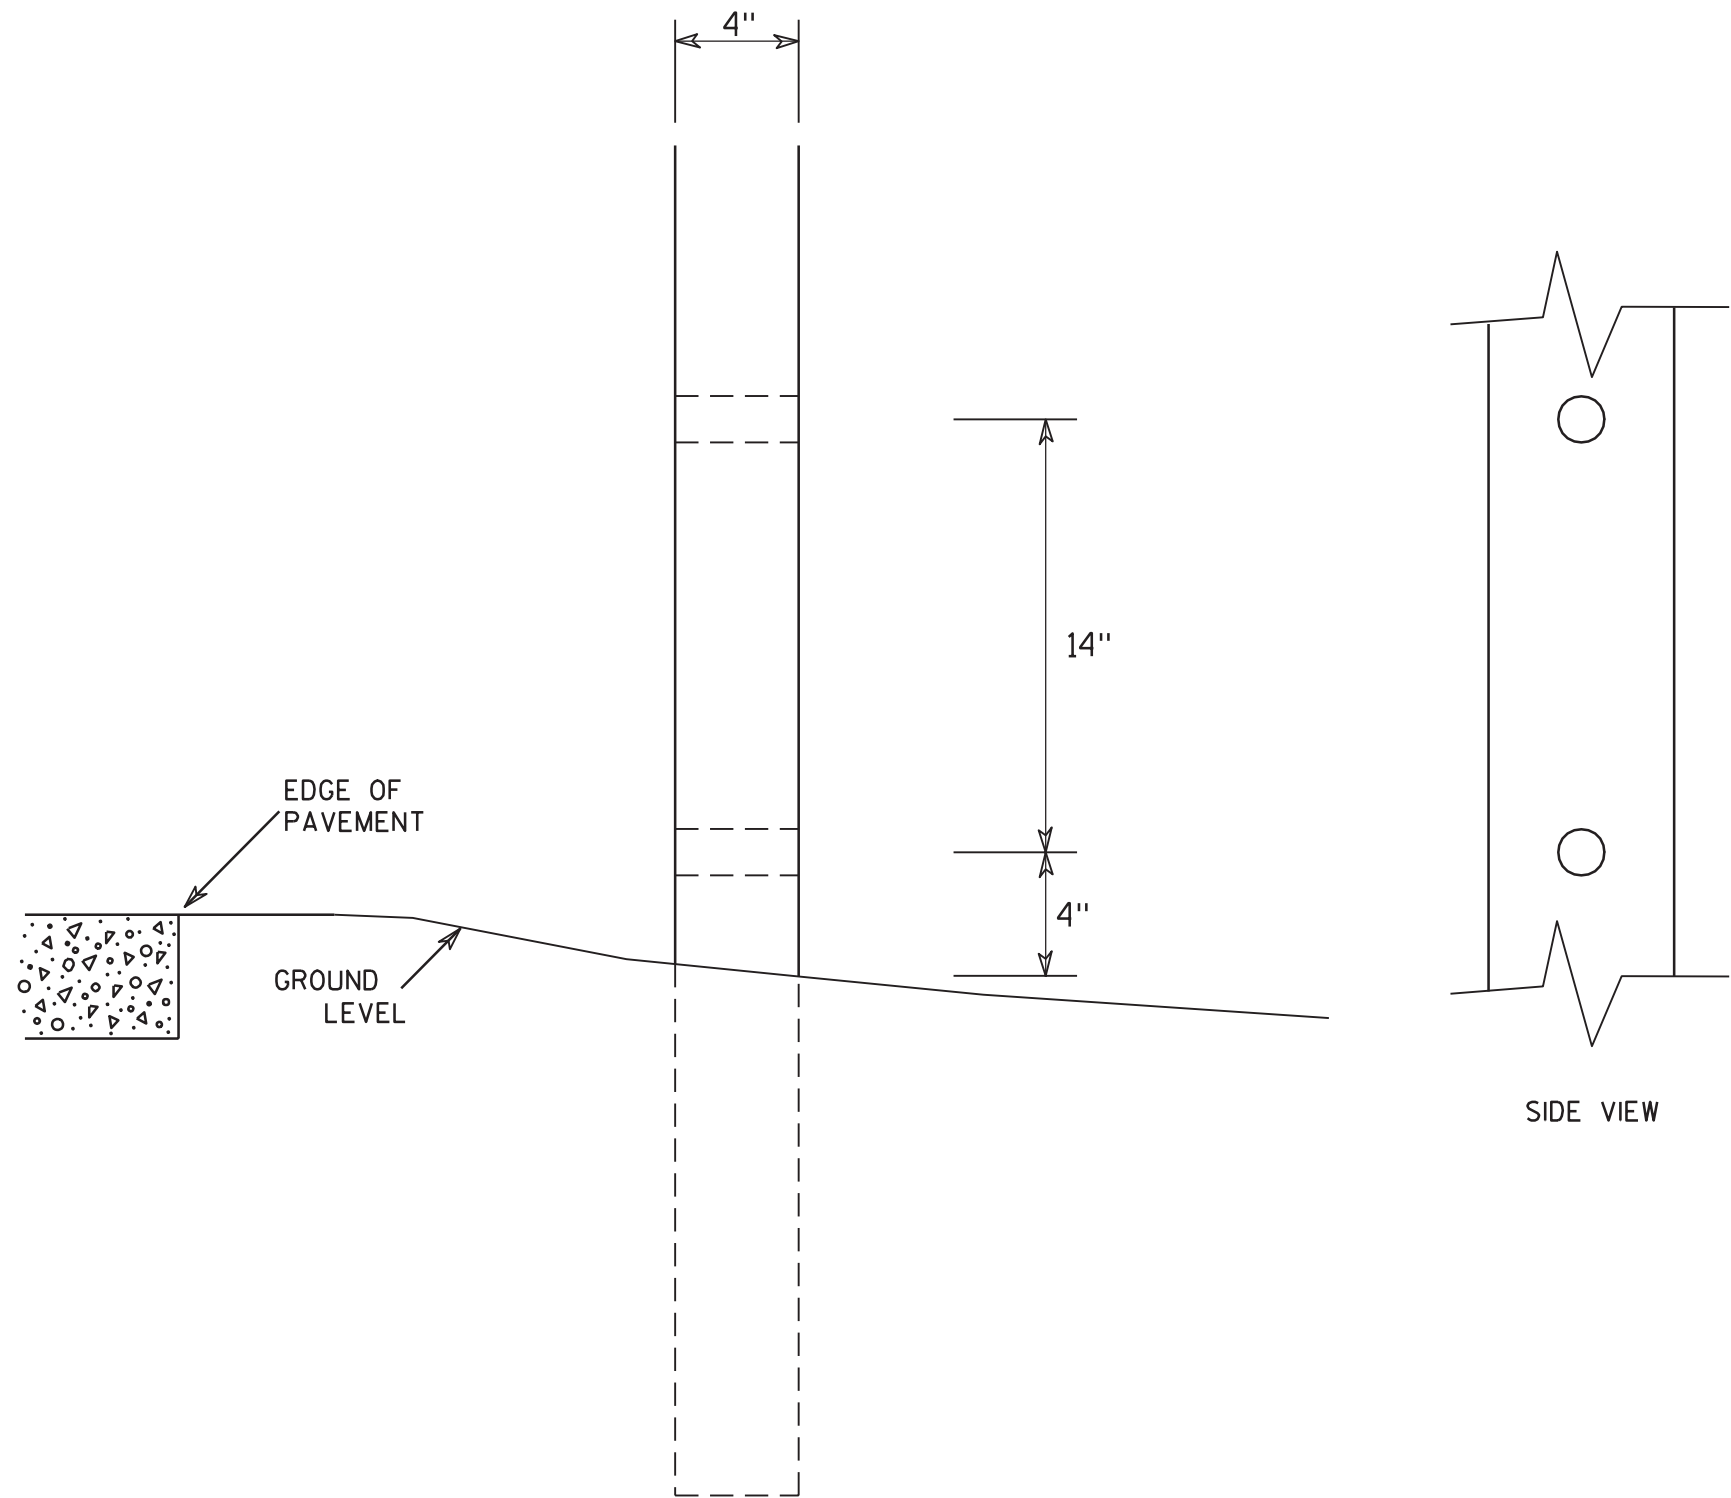 4"
14"
EDGE OF
PAVEMENT
4"
GROUND
LEVEL
SIDE VIEW